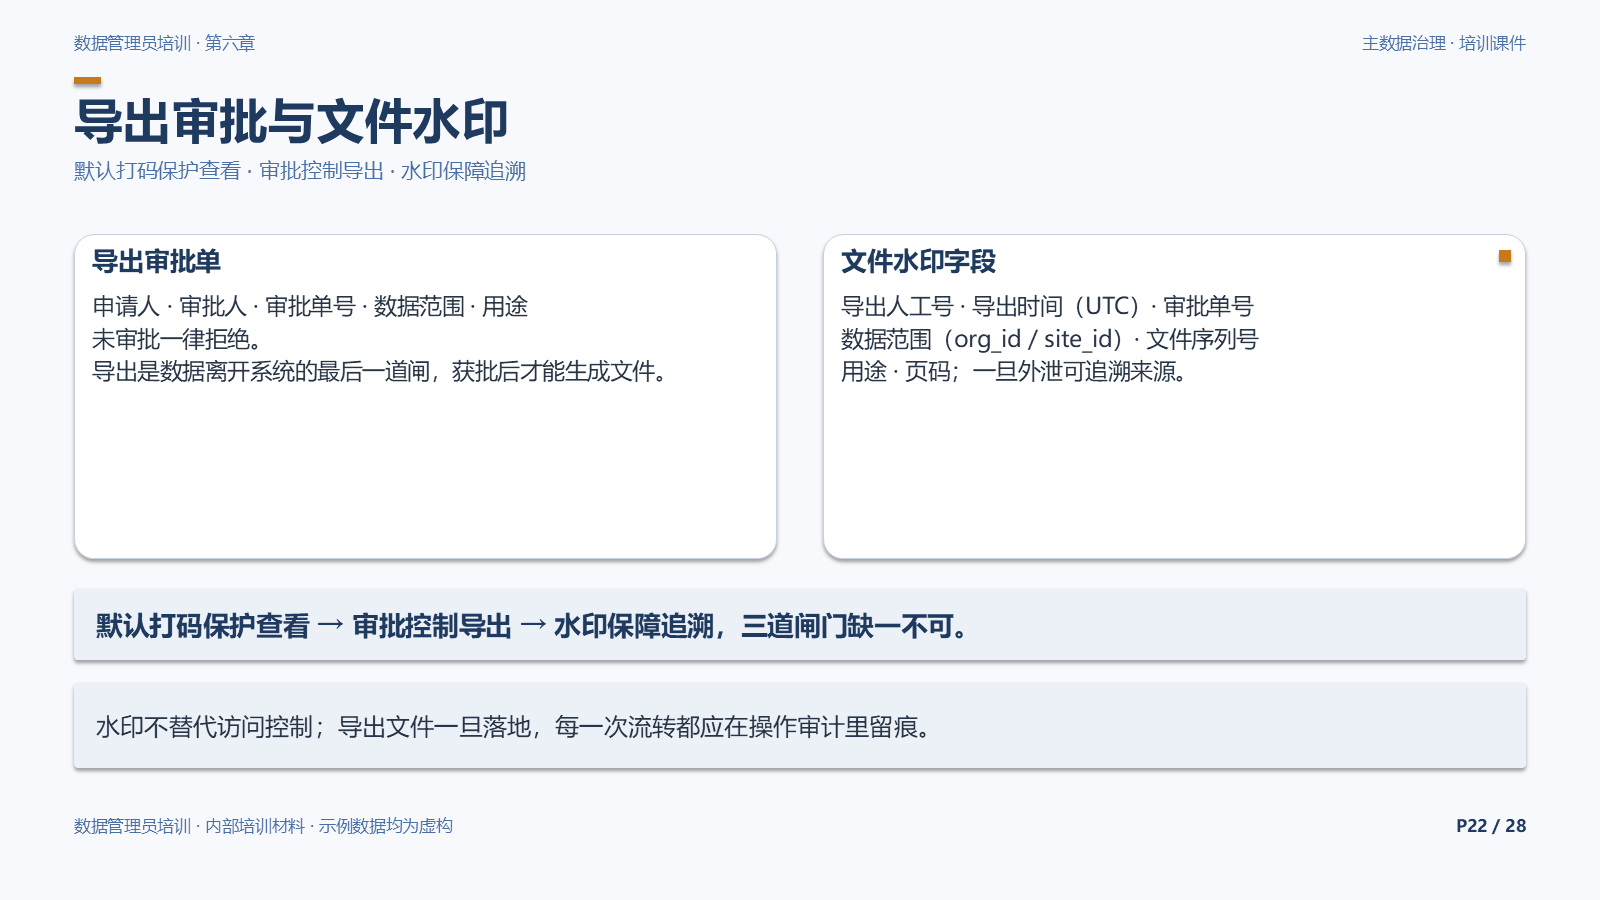 数据管理员培训 · 第六章
主数据治理 · 培训课件
导出审批与文件水印
默认打码保护查看 · 审批控制导出 · 水印保障追溯
导出审批单
申请人 · 审批人 · 审批单号 · 数据范围 · 用途
未审批一律拒绝。
导出是数据离开系统的最后一道闸，获批后才能生成文件。
文件水印字段
导出人工号 · 导出时间（UTC）· 审批单号
数据范围（org_id / site_id）· 文件序列号
用途 · 页码；一旦外泄可追溯来源。
默认打码保护查看 → 审批控制导出 → 水印保障追溯，三道闸门缺一不可。
水印不替代访问控制；导出文件一旦落地，每一次流转都应在操作审计里留痕。
数据管理员培训 · 内部培训材料 · 示例数据均为虚构
P22 / 28